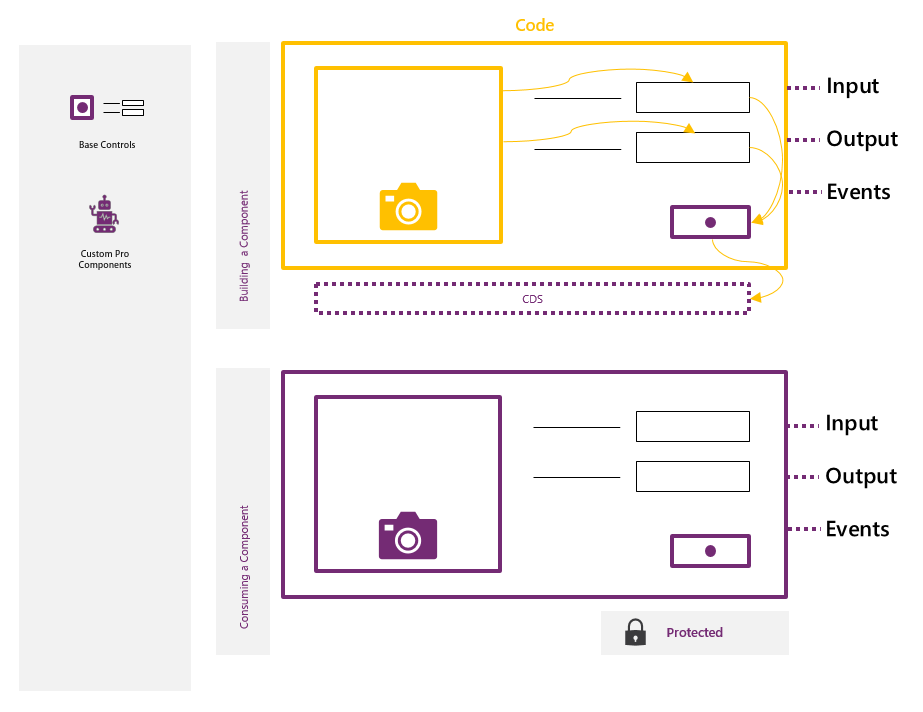 Code
Base Controls
Custom Pro
Components
Building a Component
Input
Output
Events
CDS
Consuming a Component
Input
Output
Events
Protected